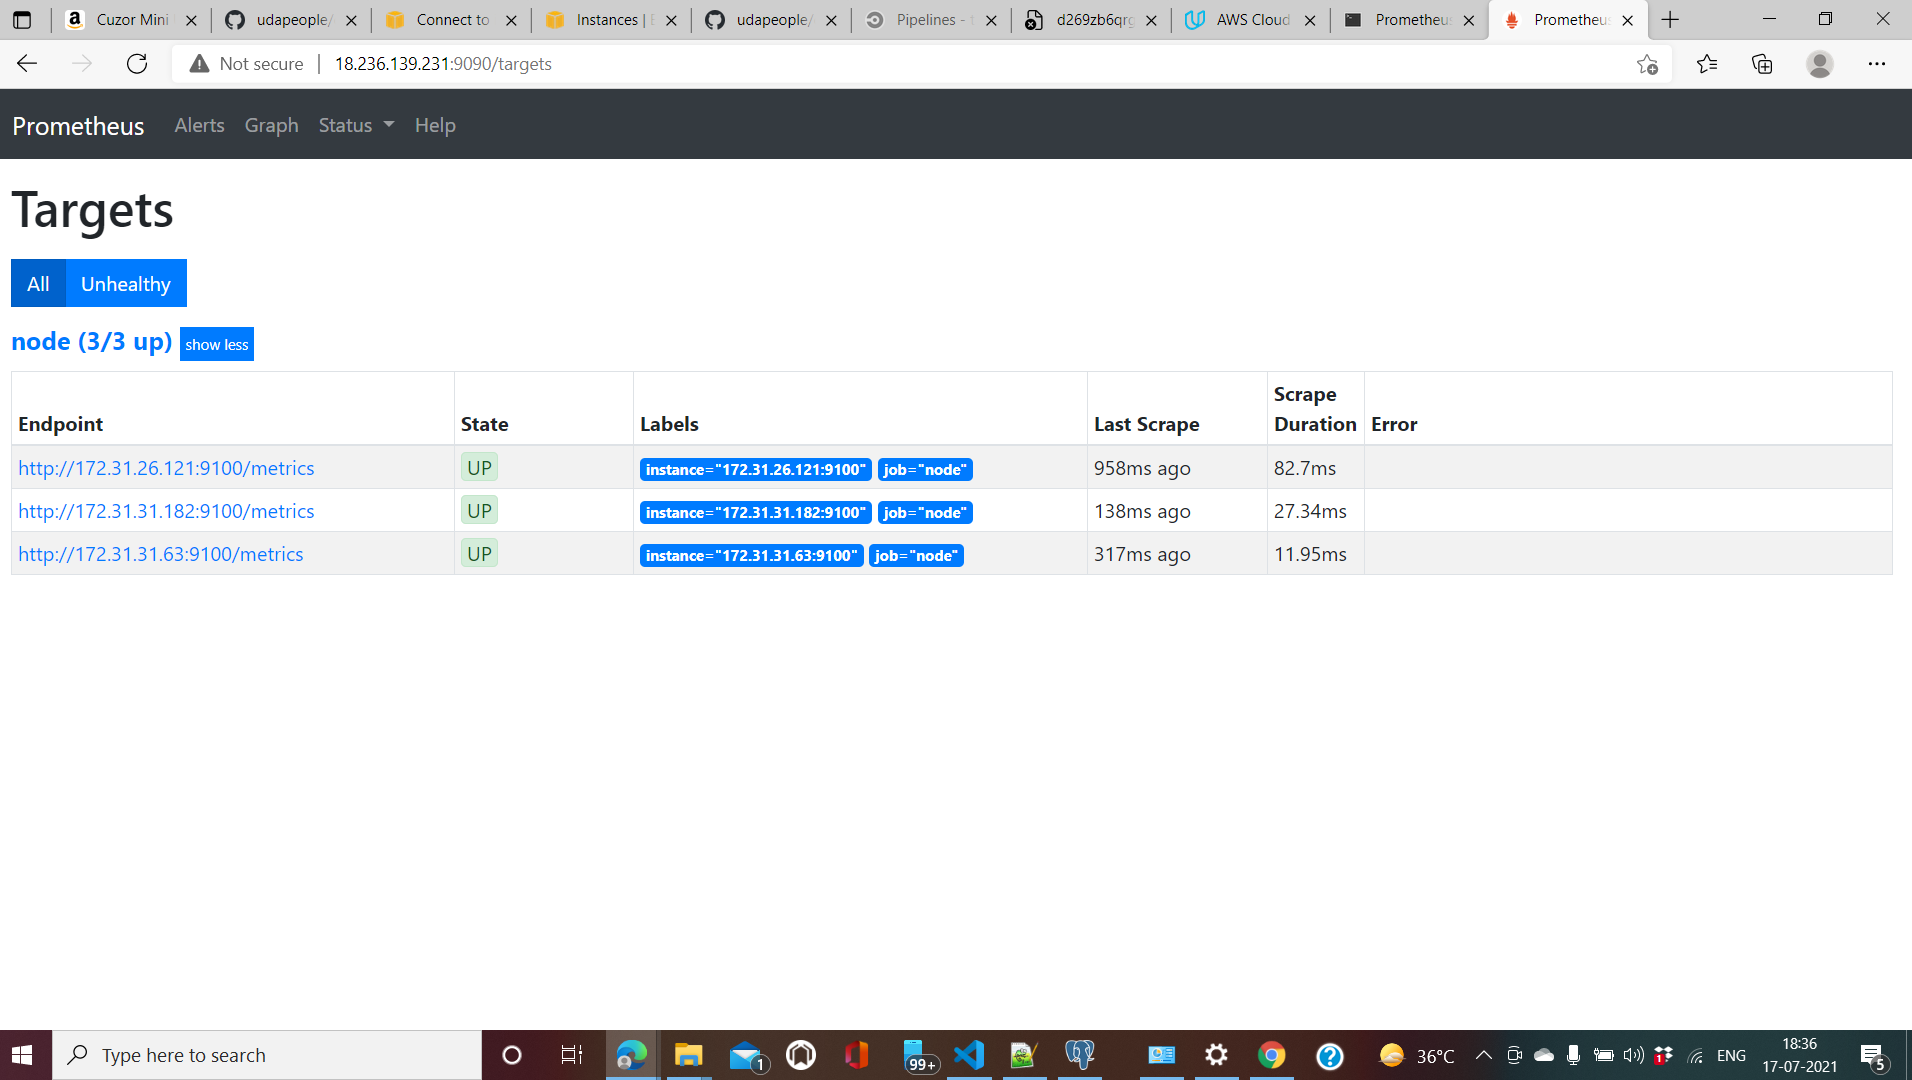 Cuzor Mini
udapeople/
Connect to
Instances | E
udapeople/
Pipelines - t
d269zb6qrg
AWS Cloud
Prometheus
Prometheus
Not secure
18.236.139.231:9090/targets
Prometheus Alerts Graph Status Help
Targets
All Unhealthy
node (3/3 up) show less
Endpoint State Labels Last Scrape Scrape Duration Error
http://172.31.26.121:9100/metrics UP instance="172.31.26.121:9100" job="node" 958ms ago 82.7ms
http://172.31.31.182:9100/metrics UP instance="172.31.31.182:9100" job="node" 138ms ago 27.34ms
http://172.31.31.63:9100/metrics UP instance="172.31.31.63:9100" job="node" 317ms ago 11.95ms
Type here to search
1
99+
36°C
1
ENG
18:36
17-07-2021
5